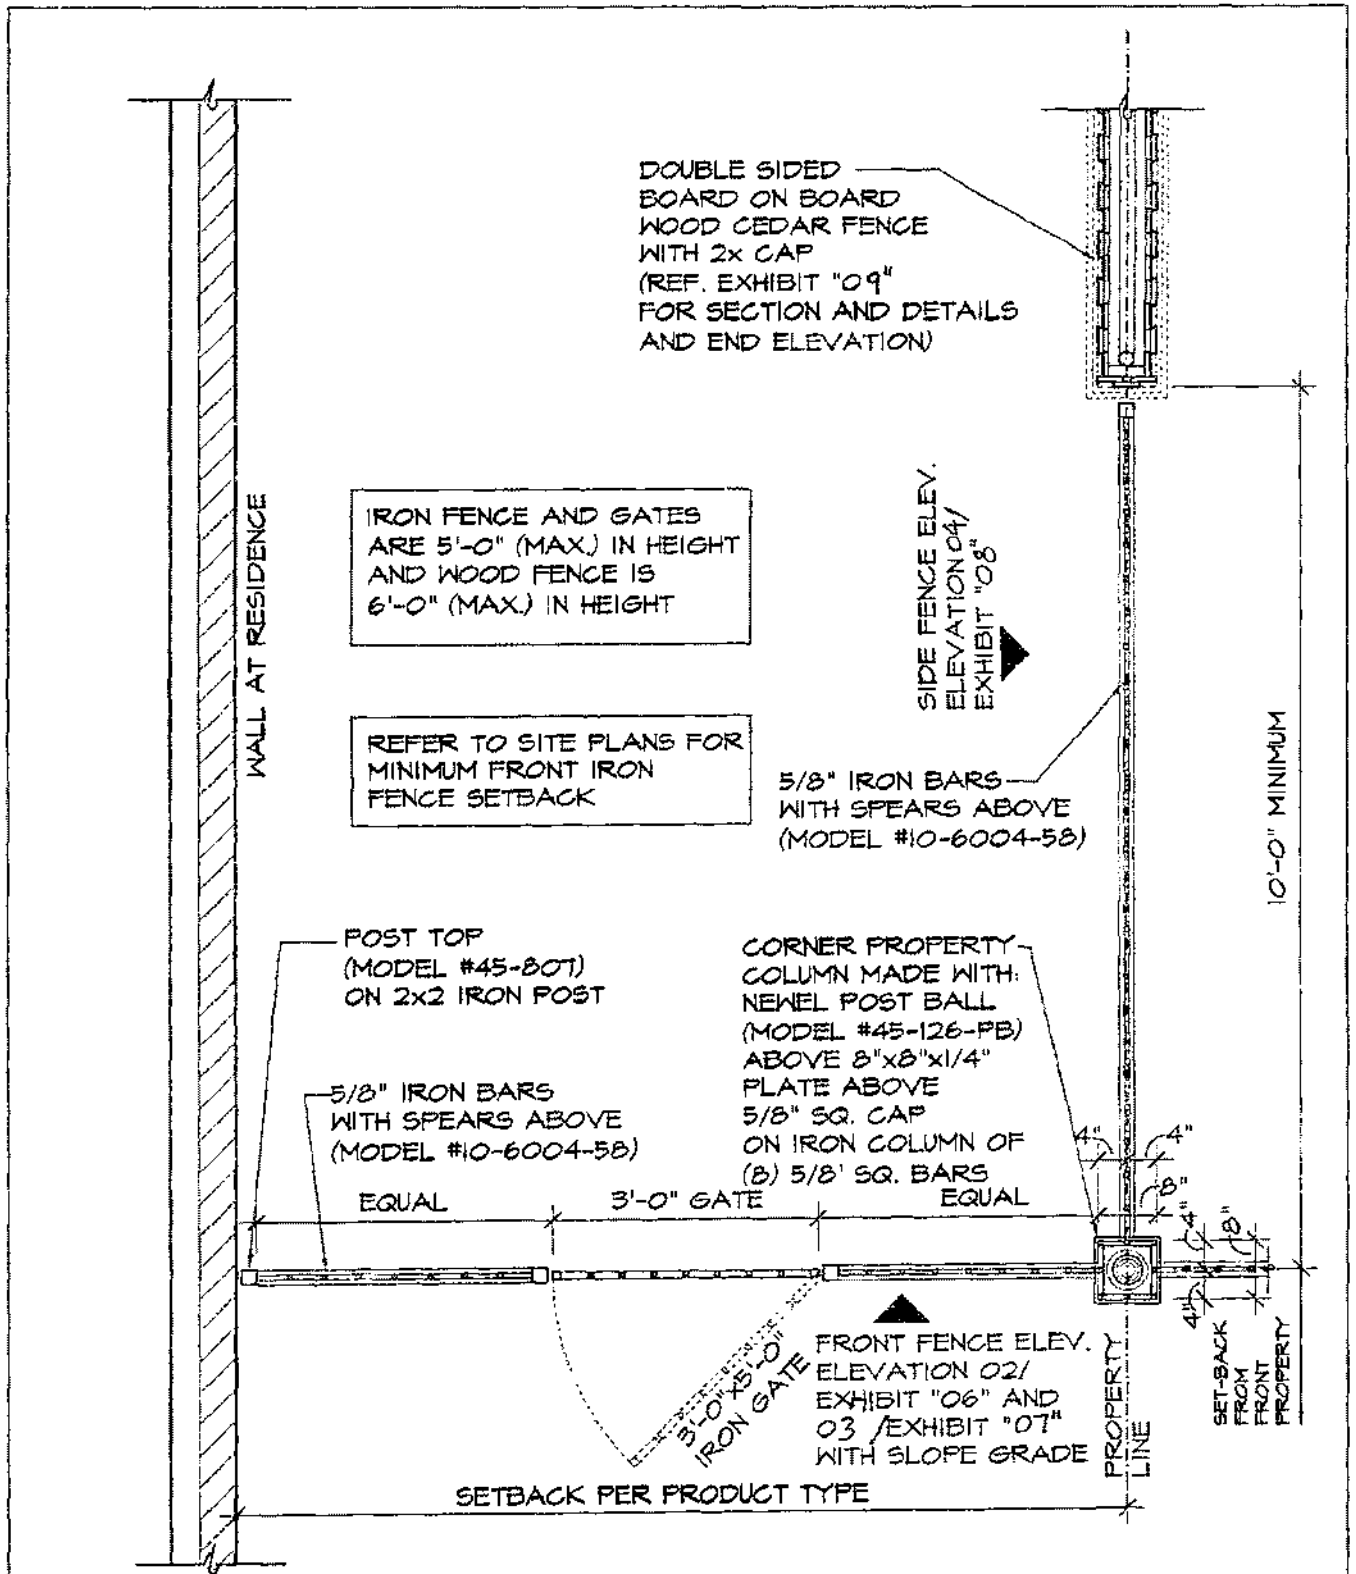 DOUBLE SIDED
BOARD ON BOARD
WOOD CEDAR FENCE
WITH 2x CAP
(REF. EXHIBIT "09"
FOR SECTION AND DETAILS
AND END ELEVATION)
WALL AT RESIDENCE
IRON FENCE AND GATES
ARE 5'-0" (MAX.) IN HEIGHT
AND WOOD FENCE IS
6'-0" (MAX.) IN HEIGHT
SIDE FENCE ELEV.
ELEVATION 04/
EXHIBIT "08"
REFER TO SITE PLANS FOR
MINIMUM FRONT IRON
FENCE SETBACK
5/8" IRON BARS
WITH SPEARS ABOVE
(MODEL #10-6004-58)
10'-0" MINIMUM
POST TOP
(MODEL #45-807)
ON 2x2 IRON POST
CORNER PROPERTY
COLUMN MADE WITH:
NEWEL POST BALL
(MODEL #45-126-PB)
ABOVE 8"x8"x1/4"
PLATE ABOVE
5/8" SQ. CAP
ON IRON COLUMN OF
(8) 5/8' SQ. BARS
5/8" IRON BARS
WITH SPEARS ABOVE
(MODEL #10-6004-58)
4"
4"
EQUAL
3'-0" GATE
EQUAL
8"
4"
8"
4"
3'-0"x5'-0"
IRON GATE
FRONT FENCE ELEV.
ELEVATION 02/
EXHIBIT "06" AND
03 /EXHIBIT "07"
WITH SLOPE GRADE
PROPERTY
LINE
SET-BACK
FROM
FRONT
PROPERTY
SETBACK PER PRODUCT TYPE